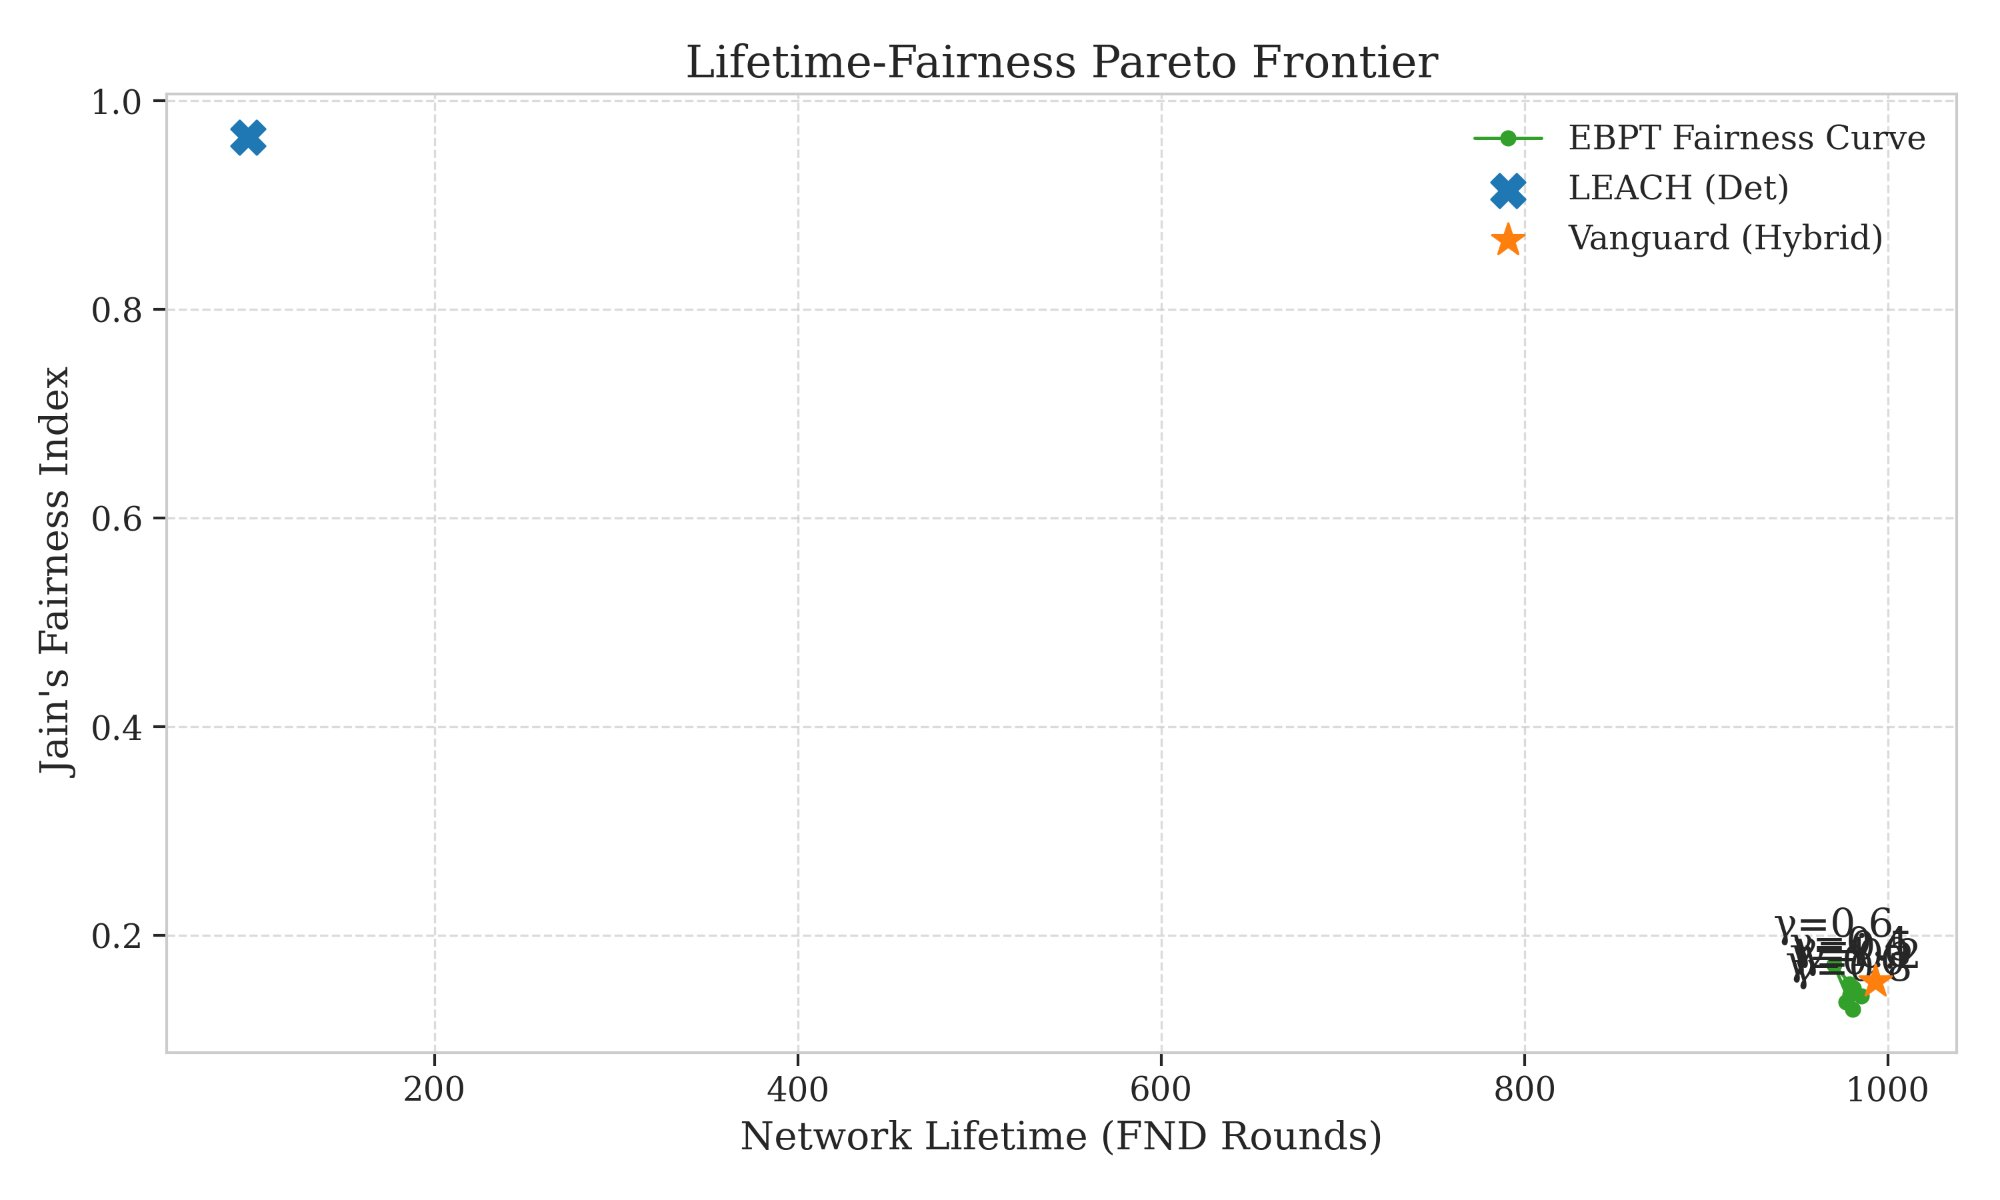 Lifetime-Fairness Pareto Frontier
1.0
0.8
0.6
0.4
0.2
Jain's Fairness Index
EBPT Fairness Curve
LEACH (Det)
Vanguard (Hybrid)
γ=0.6
200
400
600
800
1000
Network Lifetime (FND Rounds)